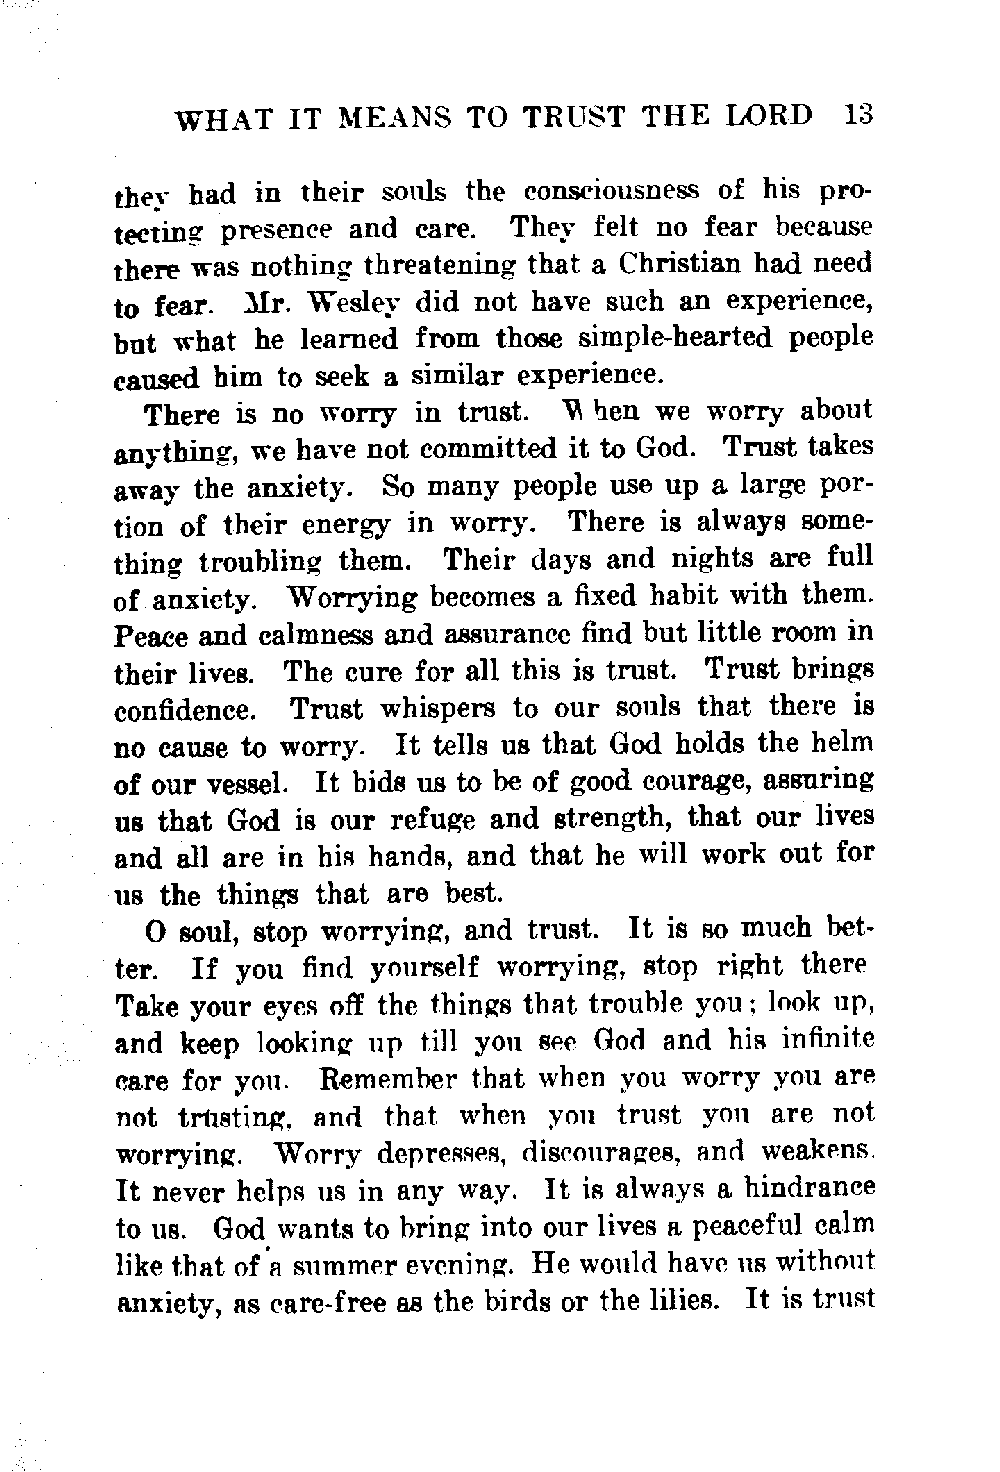 WHAT IT MEANS TO TRUST THE LORD 13
they had in their souls the consciousness of his pro-
tecting presence and care. They felt no fear because
there was nothing threatening that a Christian had need
to fear. Mr. Wesley did not have such an experience,
but what he learned from those simple-hearted people
caused him to seek a similar experience.
There is no worry in trust. When we worry about
anything, we have not committed it to God. Trust takes
away the anxiety. So many people use up a large por-
tion of their energy in worry. There is always some-
thing troubling them. Their days and nights are full
of anxiety. Worrying becomes a fixed habit with them.
Peace and calmness and assurance find but little room in
their lives. The cure for all this is trust. Trust brings
confidence. Trust whispers to our souls that there is
no cause to worry. It tells us that God holds the helm
of our vessel. It bids us to be of good courage, assuring
us that God is our refuge and strength, that our lives
and all are in his hands, and that he will work out for
us the things that are best.
O soul, stop worrying, and trust. It is so much bet-
ter. If you find yourself worrying, stop right there
Take your eyes off the things that trouble you; look up,
and keep looking up till you see God and his infinite
care for you. Remember that when you worry you are
not trusting, and that when you trust you are not
worrying. Worry depresses, discourages, and weakens.
It never helps us in any way. It is always a hindrance
to us. God wants to bring into our lives a peaceful calm
like that of a summer evening. He would have us without
anxiety, as care-free as the birds or the lilies. It is trust